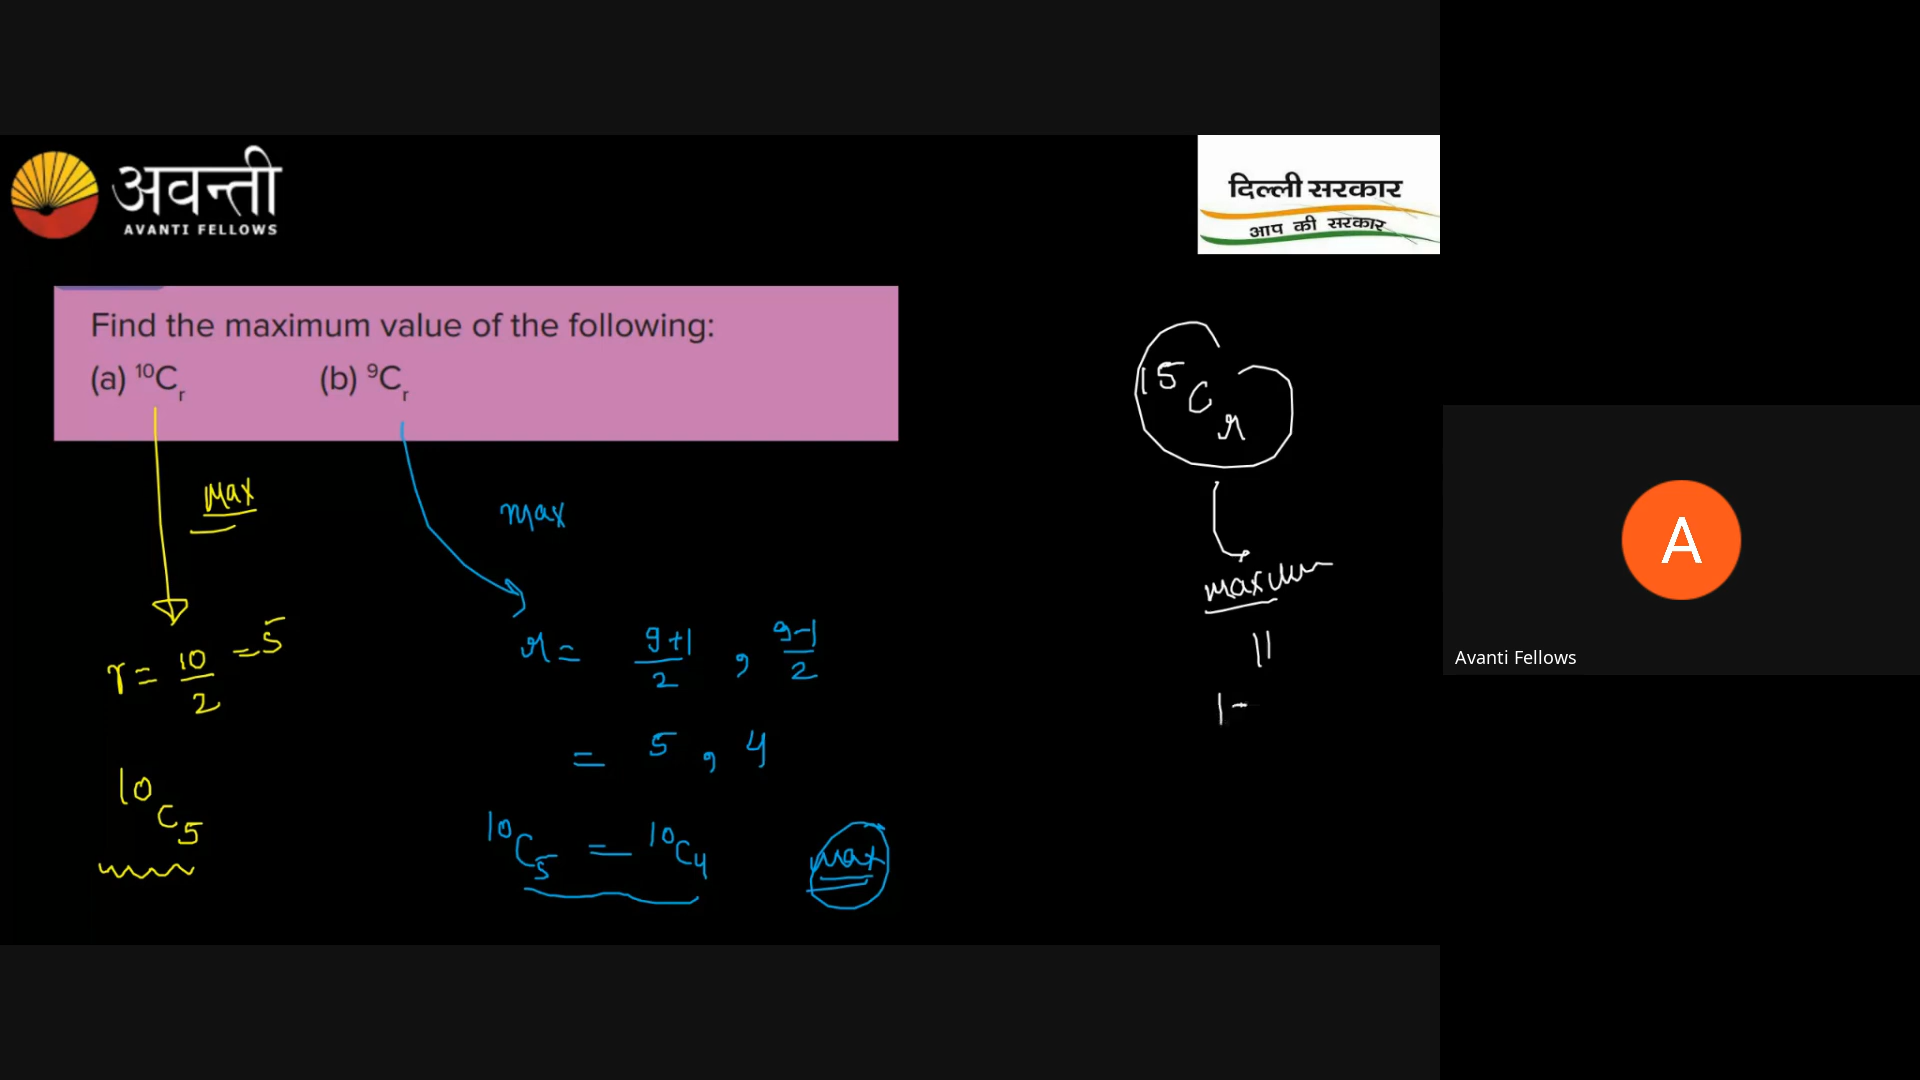 अवन्ती
AVANTI FELLOWS
दिल्ली सरकार
आप की सरकार
Find the maximum value of the following:
(a) ¹⁰Cᵣ (b) ⁹Cᵣ
Max
r = 10/2 = 5
¹⁰C₅
max
r = 9+1/2 , 9-1/2
= 5 , 4
¹⁰C₅ = ¹⁰C₄ max
¹⁵Cᵣ
A
Avanti Fellows